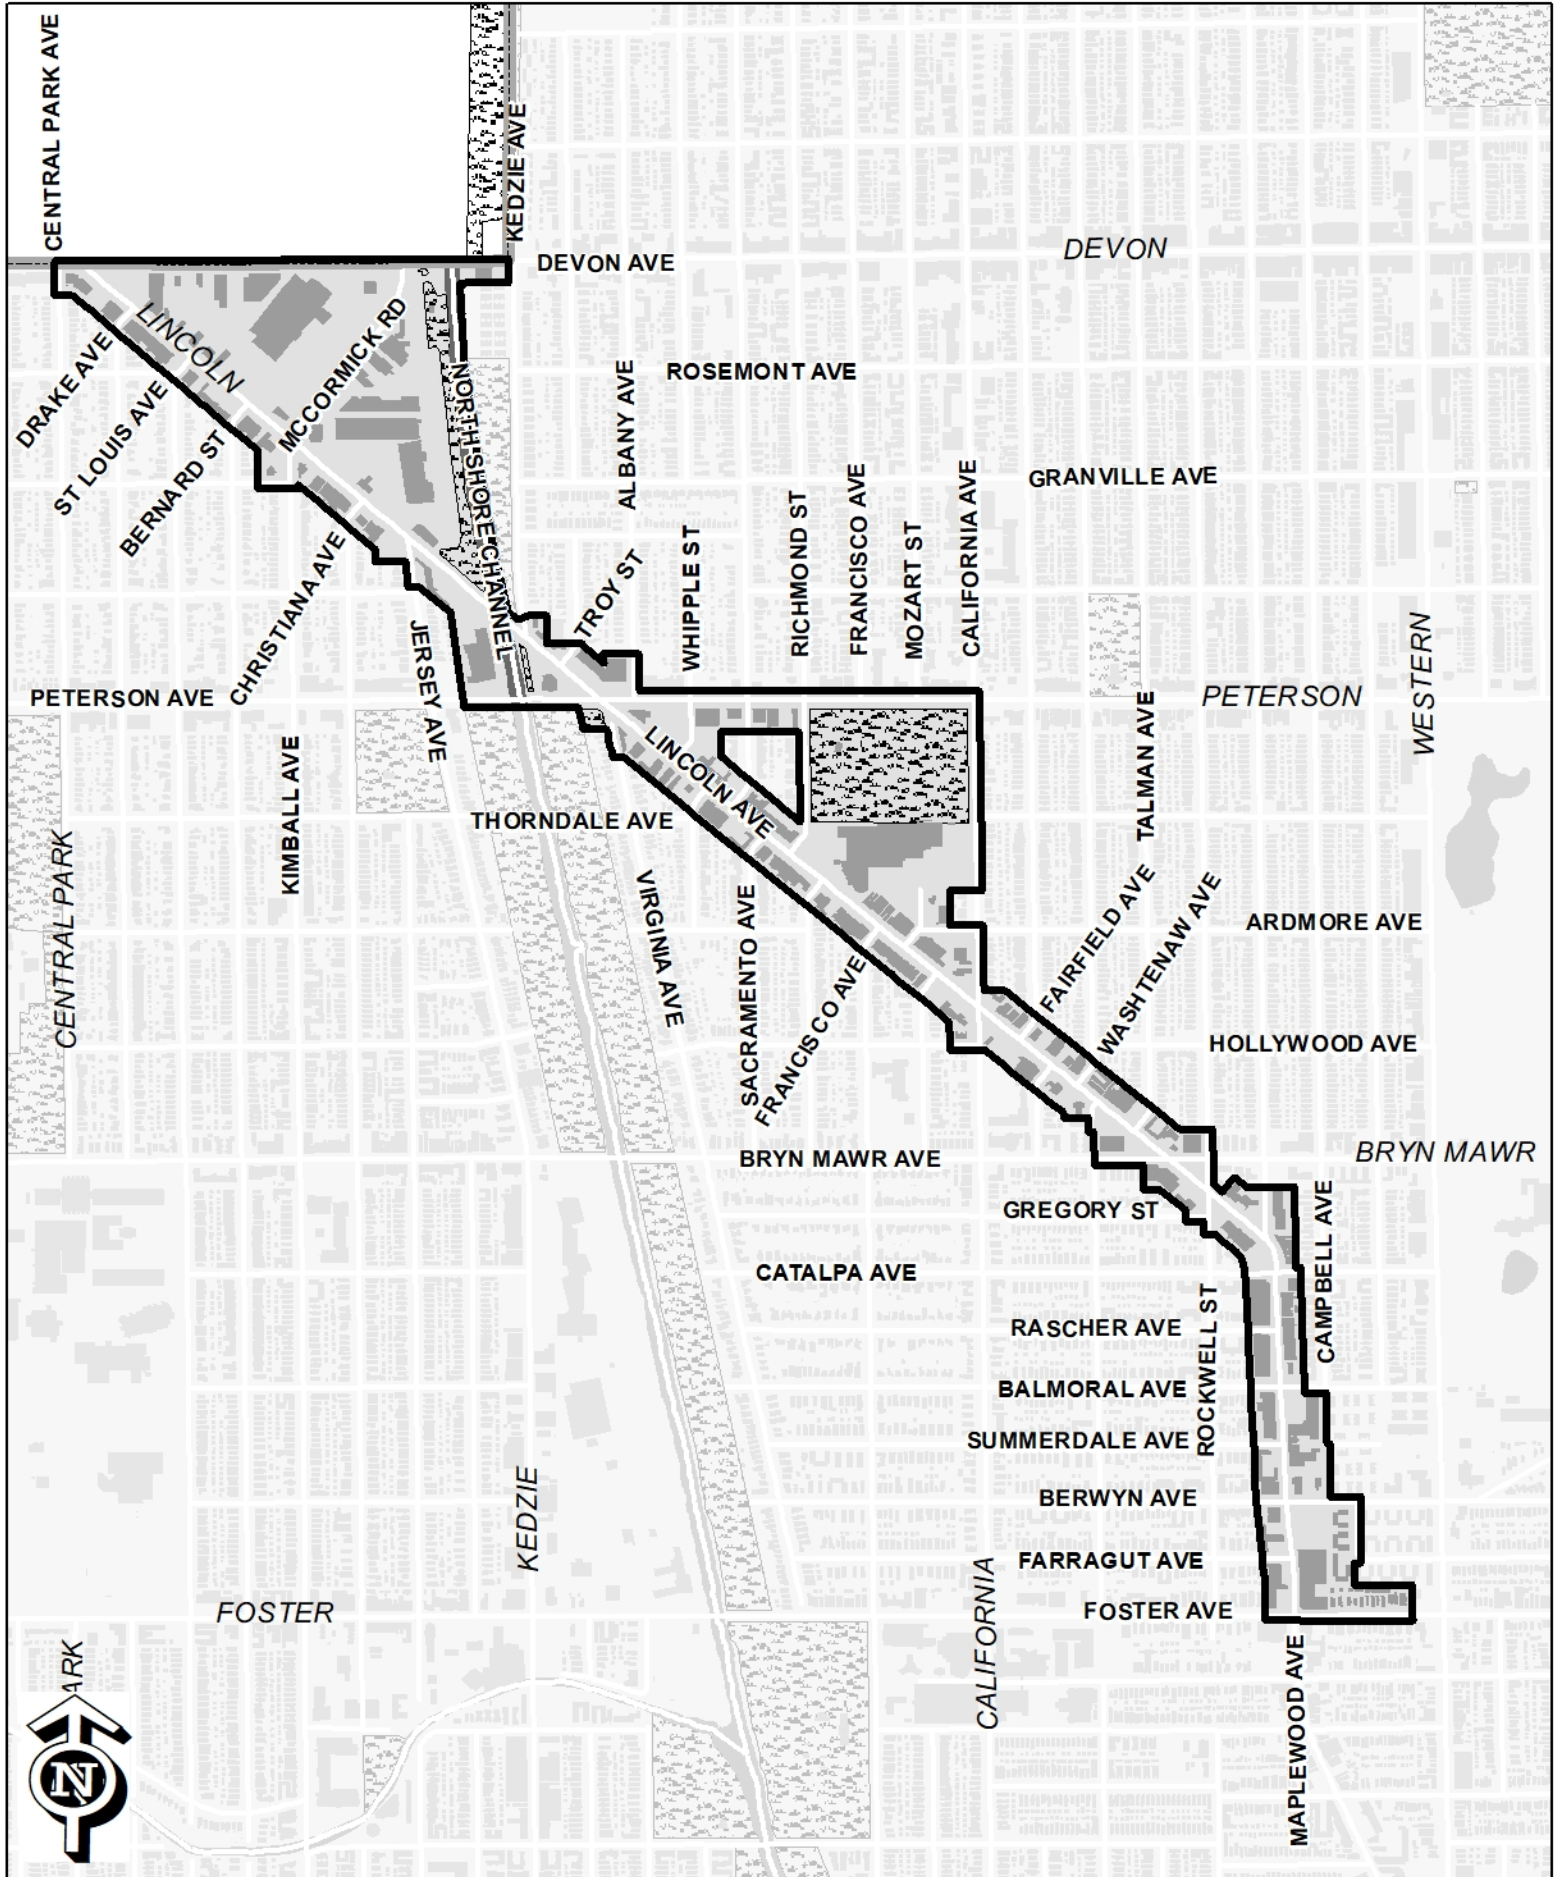 CENTRAL PARK AVE
KEDZIE AVE
DEVON
DEVON AVE
LINCOLN
MCCORMICK RD
DRAKE AVE
ST LOUIS AVE
BERNARD ST
NORTH SHORE CHANNEL
ALBANY AVE
ROSEMONT AVE
GRANVILLE AVE
CHRISTIANA AVE
TROY ST
WHIPPLE ST
RICHMOND ST
FRANCISCO AVE
MOZART ST
CALIFORNIA AVE
JERSEY AVE
PETERSON AVE
PETERSON
WESTERN
KIMBALL AVE
LINCOLN AVE
TALMAN AVE
THORNDALE AVE
CENTRAL PARK
VIRGINIA AVE
SACRAMENTO AVE
FRANCISCO AVE
FAIRFIELD AVE
WASHTENAW AVE
ARDMORE AVE
HOLLYWOOD AVE
BRYN MAWR AVE
BRYN MAWR
GREGORY ST
CATALPA AVE
CAMPBELL AVE
ROCKWELL ST
RASCHER AVE
BALMORAL AVE
SUMMERDALE AVE
KEDZIE
BERWYN AVE
FARRAGUT AVE
FOSTER
FOSTER AVE
CALIFORNIA
MAPLEWOOD AVE
ARK
N